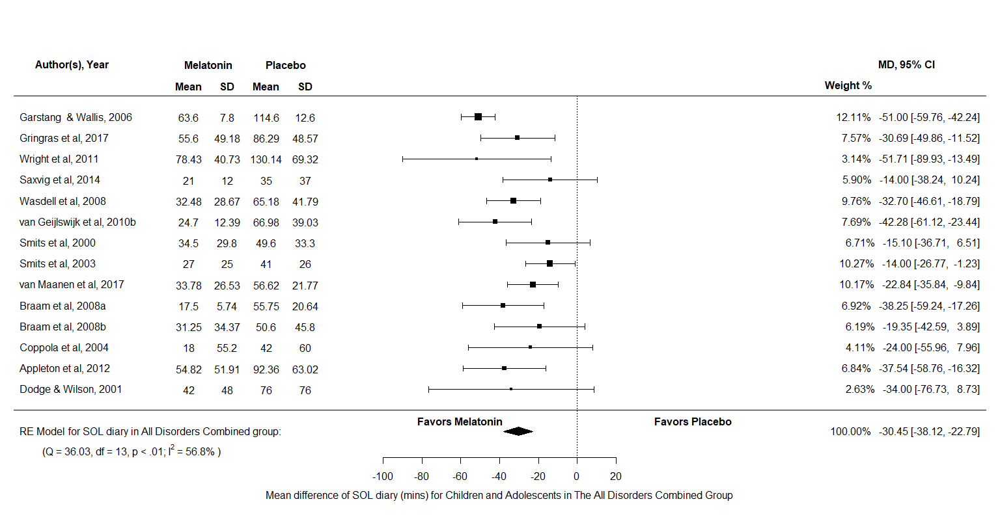 Author(s), Year Melatonin Placebo MD, 95% CI
Mean SD Mean SD Weight %
Garstang & Wallis, 2006 63.6 7.8 114.6 12.6 12.11% -51.00 [-59.76, -42.24]
Gringras et al, 2017 55.6 49.18 86.29 48.57 7.57% -30.69 [-49.86, -11.52]
Wright et al, 2011 78.43 40.73 130.14 69.32 3.14% -51.71 [-89.93, -13.49]
Saxvig et al, 2014 21 12 35 37 5.90% -14.00 [-38.24, 10.24]
Wasdell et al, 2008 32.48 28.67 65.18 41.79 9.76% -32.70 [-46.61, -18.79]
van Geijlswijk et al, 2010b 24.7 12.39 66.98 39.03 7.69% -42.28 [-61.12, -23.44]
Smits et al, 2000 34.5 29.8 49.6 33.3 6.71% -15.10 [-36.71, 6.51]
Smits et al, 2003 27 25 41 26 10.27% -14.00 [-26.77, -1.23]
van Maanen et al, 2017 33.78 26.53 56.62 21.77 10.17% -22.84 [-35.84, -9.84]
Braam et al, 2008a 17.5 5.74 55.75 20.64 6.92% -38.25 [-59.24, -17.26]
Braam et al, 2008b 31.25 34.37 50.6 45.8 6.19% -19.35 [-42.59, 3.89]
Coppola et al, 2004 18 55.2 42 60 4.11% -24.00 [-55.96, 7.96]
Appleton et al, 2012 54.82 51.91 92.36 63.02 6.84% -37.54 [-58.76, -16.32]
Dodge & Wilson, 2001 42 48 76 76 2.63% -34.00 [-76.73, 8.73]
Favors Melatonin Favors Placebo
RE Model for SOL diary in All Disorders Combined group: 100.00% -30.45 [-38.12, -22.79]
(Q = 36.03, df = 13, p < .01; I² = 56.8% )
-100 -80 -60 -40 -20 0 20
Mean difference of SOL diary (mins) for Children and Adolescents in The All Disorders Combined Group